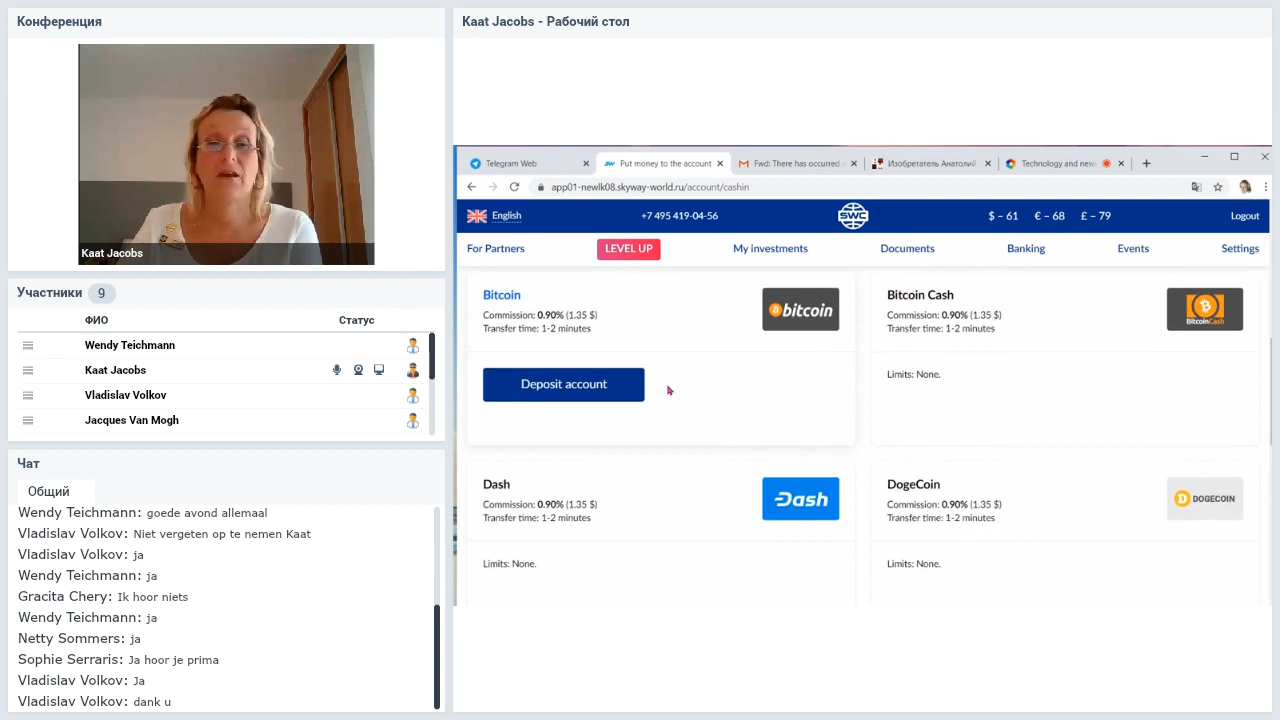 Конференция
Kaat Jacobs
Участники 9
ФИО Статус
Wendy Teichmann
Kaat Jacobs
Vladislav Volkov
Jacques Van Mogh
Чат
Общий
Wendy Teichmann: goede avond allemaal
Vladislav Volkov: Niet vergeten op te nemen Kaat
Vladislav Volkov: ja
Wendy Teichmann: ja
Gracita Chery: Ik hoor niets
Wendy Teichmann: ja
Netty Sommers: ja
Sophie Serraris: Ja hoor je prima
Vladislav Volkov: Ja
Vladislav Volkov: dank u
Kaat Jacobs - Рабочий стол
Telegram Web
Put money to the account
Fwd: There has occurred
Изобретатель Анатолий
Technology and news
app01-newlk08.skyway-world.ru/account/cashin
English
+7 495 419-04-56
SWC
$ – 61 € – 68 £ – 79
Logout
For Partners LEVEL UP My investments Documents Banking Events Settings
Bitcoin
Commission: 0.90% (1.35 $)
Transfer time: 1-2 minutes
bitcoin
Deposit account
Bitcoin Cash
Commission: 0.90% (1.35 $)
Transfer time: 1-2 minutes
BitcoinCash
Limits: None.
Dash
Commission: 0.90% (1.35 $)
Transfer time: 1-2 minutes
Dash
Limits: None.
DogeCoin
Commission: 0.90% (1.35 $)
Transfer time: 1-2 minutes
DOGECOIN
Limits: None.